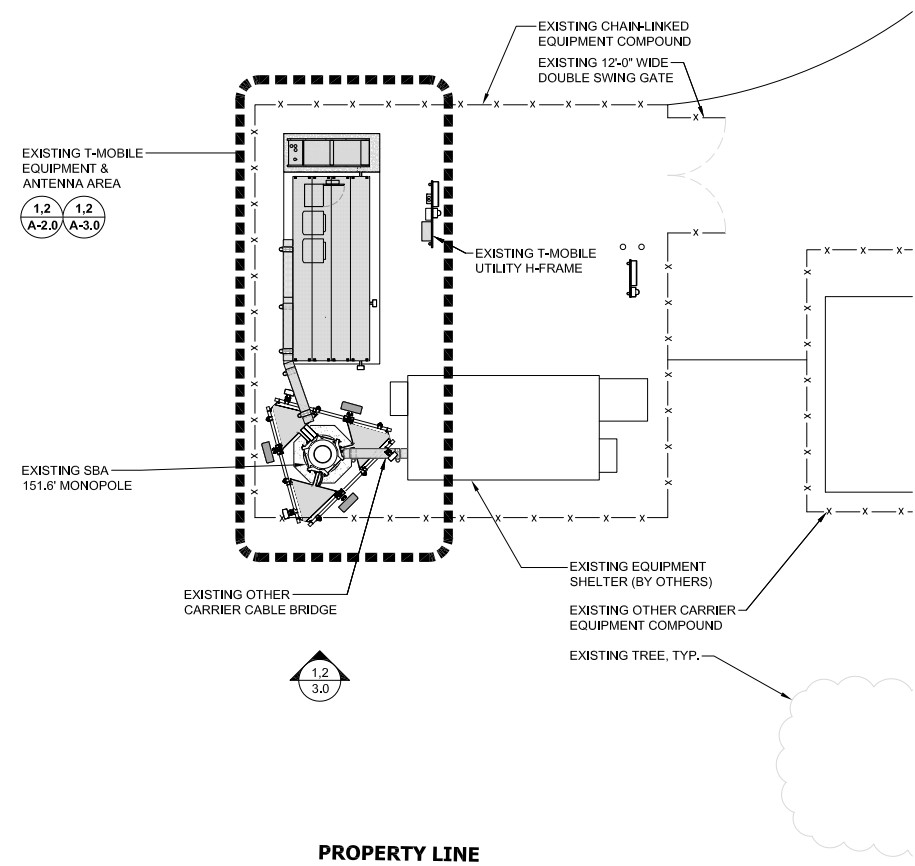 EXISTING CHAIN-LINKED
EQUIPMENT COMPOUND
EXISTING 12'-0" WIDE
DOUBLE SWING GATE
EXISTING T-MOBILE
EQUIPMENT &
ANTENNA AREA
1,2
A-2.0
1,2
A-3.0
EXISTING T-MOBILE
UTILITY H-FRAME
EXISTING SBA
151.6' MONOPOLE
EXISTING OTHER
CARRIER CABLE BRIDGE
EXISTING EQUIPMENT
SHELTER (BY OTHERS)
EXISTING OTHER CARRIER
EQUIPMENT COMPOUND
EXISTING TREE, TYP.
1,2
3.0
PROPERTY LINE